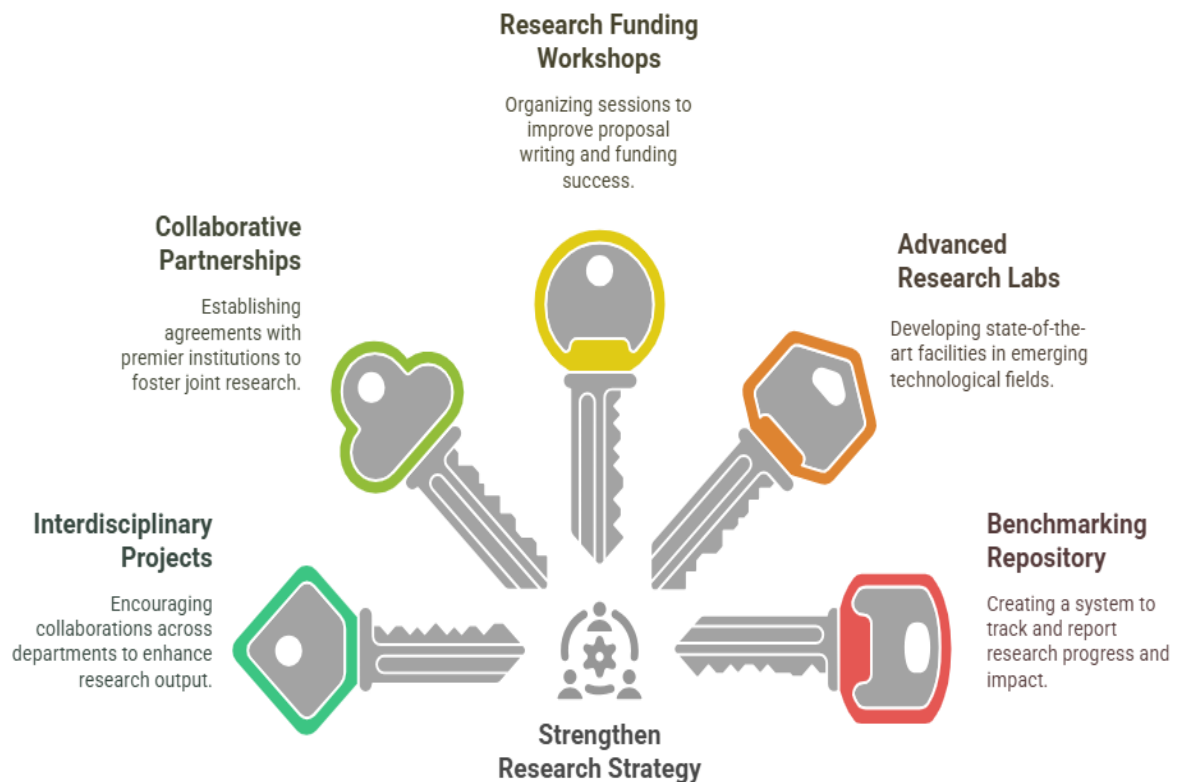 Research Funding
Workshops
Organizing sessions to
improve proposal
writing and funding
success.
Collaborative
Partnerships
Establishing
agreements with
premier institutions to
foster joint research.
Advanced
Research Labs
Developing state-of-the-
art facilities in emerging
technological fields.
Interdisciplinary
Projects
Encouraging
collaborations across
departments to enhance
research output.
Benchmarking
Repository
Creating a system to
track and report
research progress and
impact.
Strengthen
Research Strategy